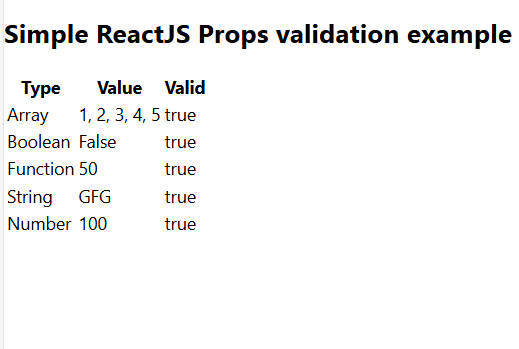 Simple ReactJS Props validation example
Type Value Valid
Array 1, 2, 3, 4, 5 true
Boolean False true
Function 50 true
String GFG true
Number 100 true